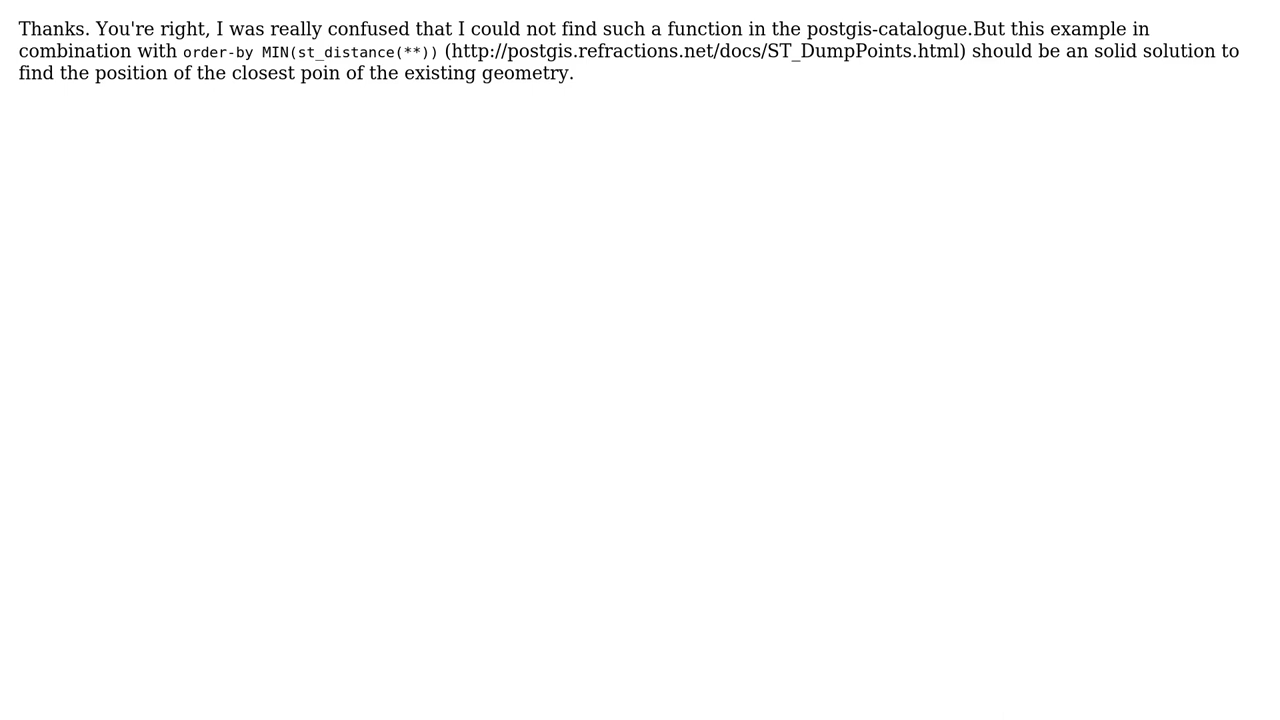 Thanks. You're right, I was really confused that I could not find such a function in the postgis-catalogue.But this example in
combination with order-by MIN(st_distance(**)) (http://postgis.refractions.net/docs/ST_DumpPoints.html) should be an solid solution to
find the position of the closest poin of the existing geometry.